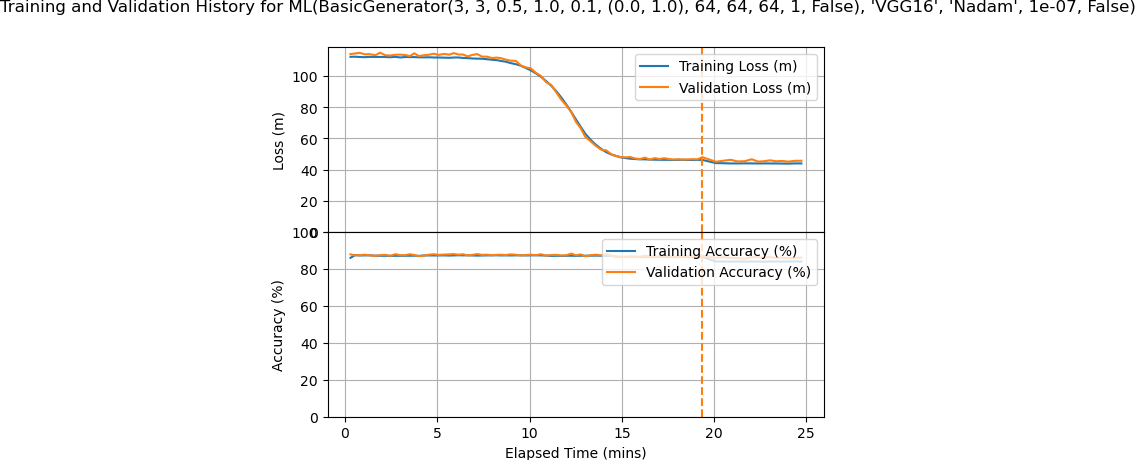 Training and Validation History for ML(BasicGenerator(3, 3, 0.5, 1.0, 0.1, (0.0, 1.0), 64, 64, 64, 1, False), 'VGG16', 'Nadam', 1e-07, False)
Training Loss (m)
Validation Loss (m)
Loss (m)
100
80
60
40
20
0
Training Accuracy (%)
Validation Accuracy (%)
Accuracy (%)
100
80
60
40
20
0
0 5 10 15 20 25
Elapsed Time (mins)